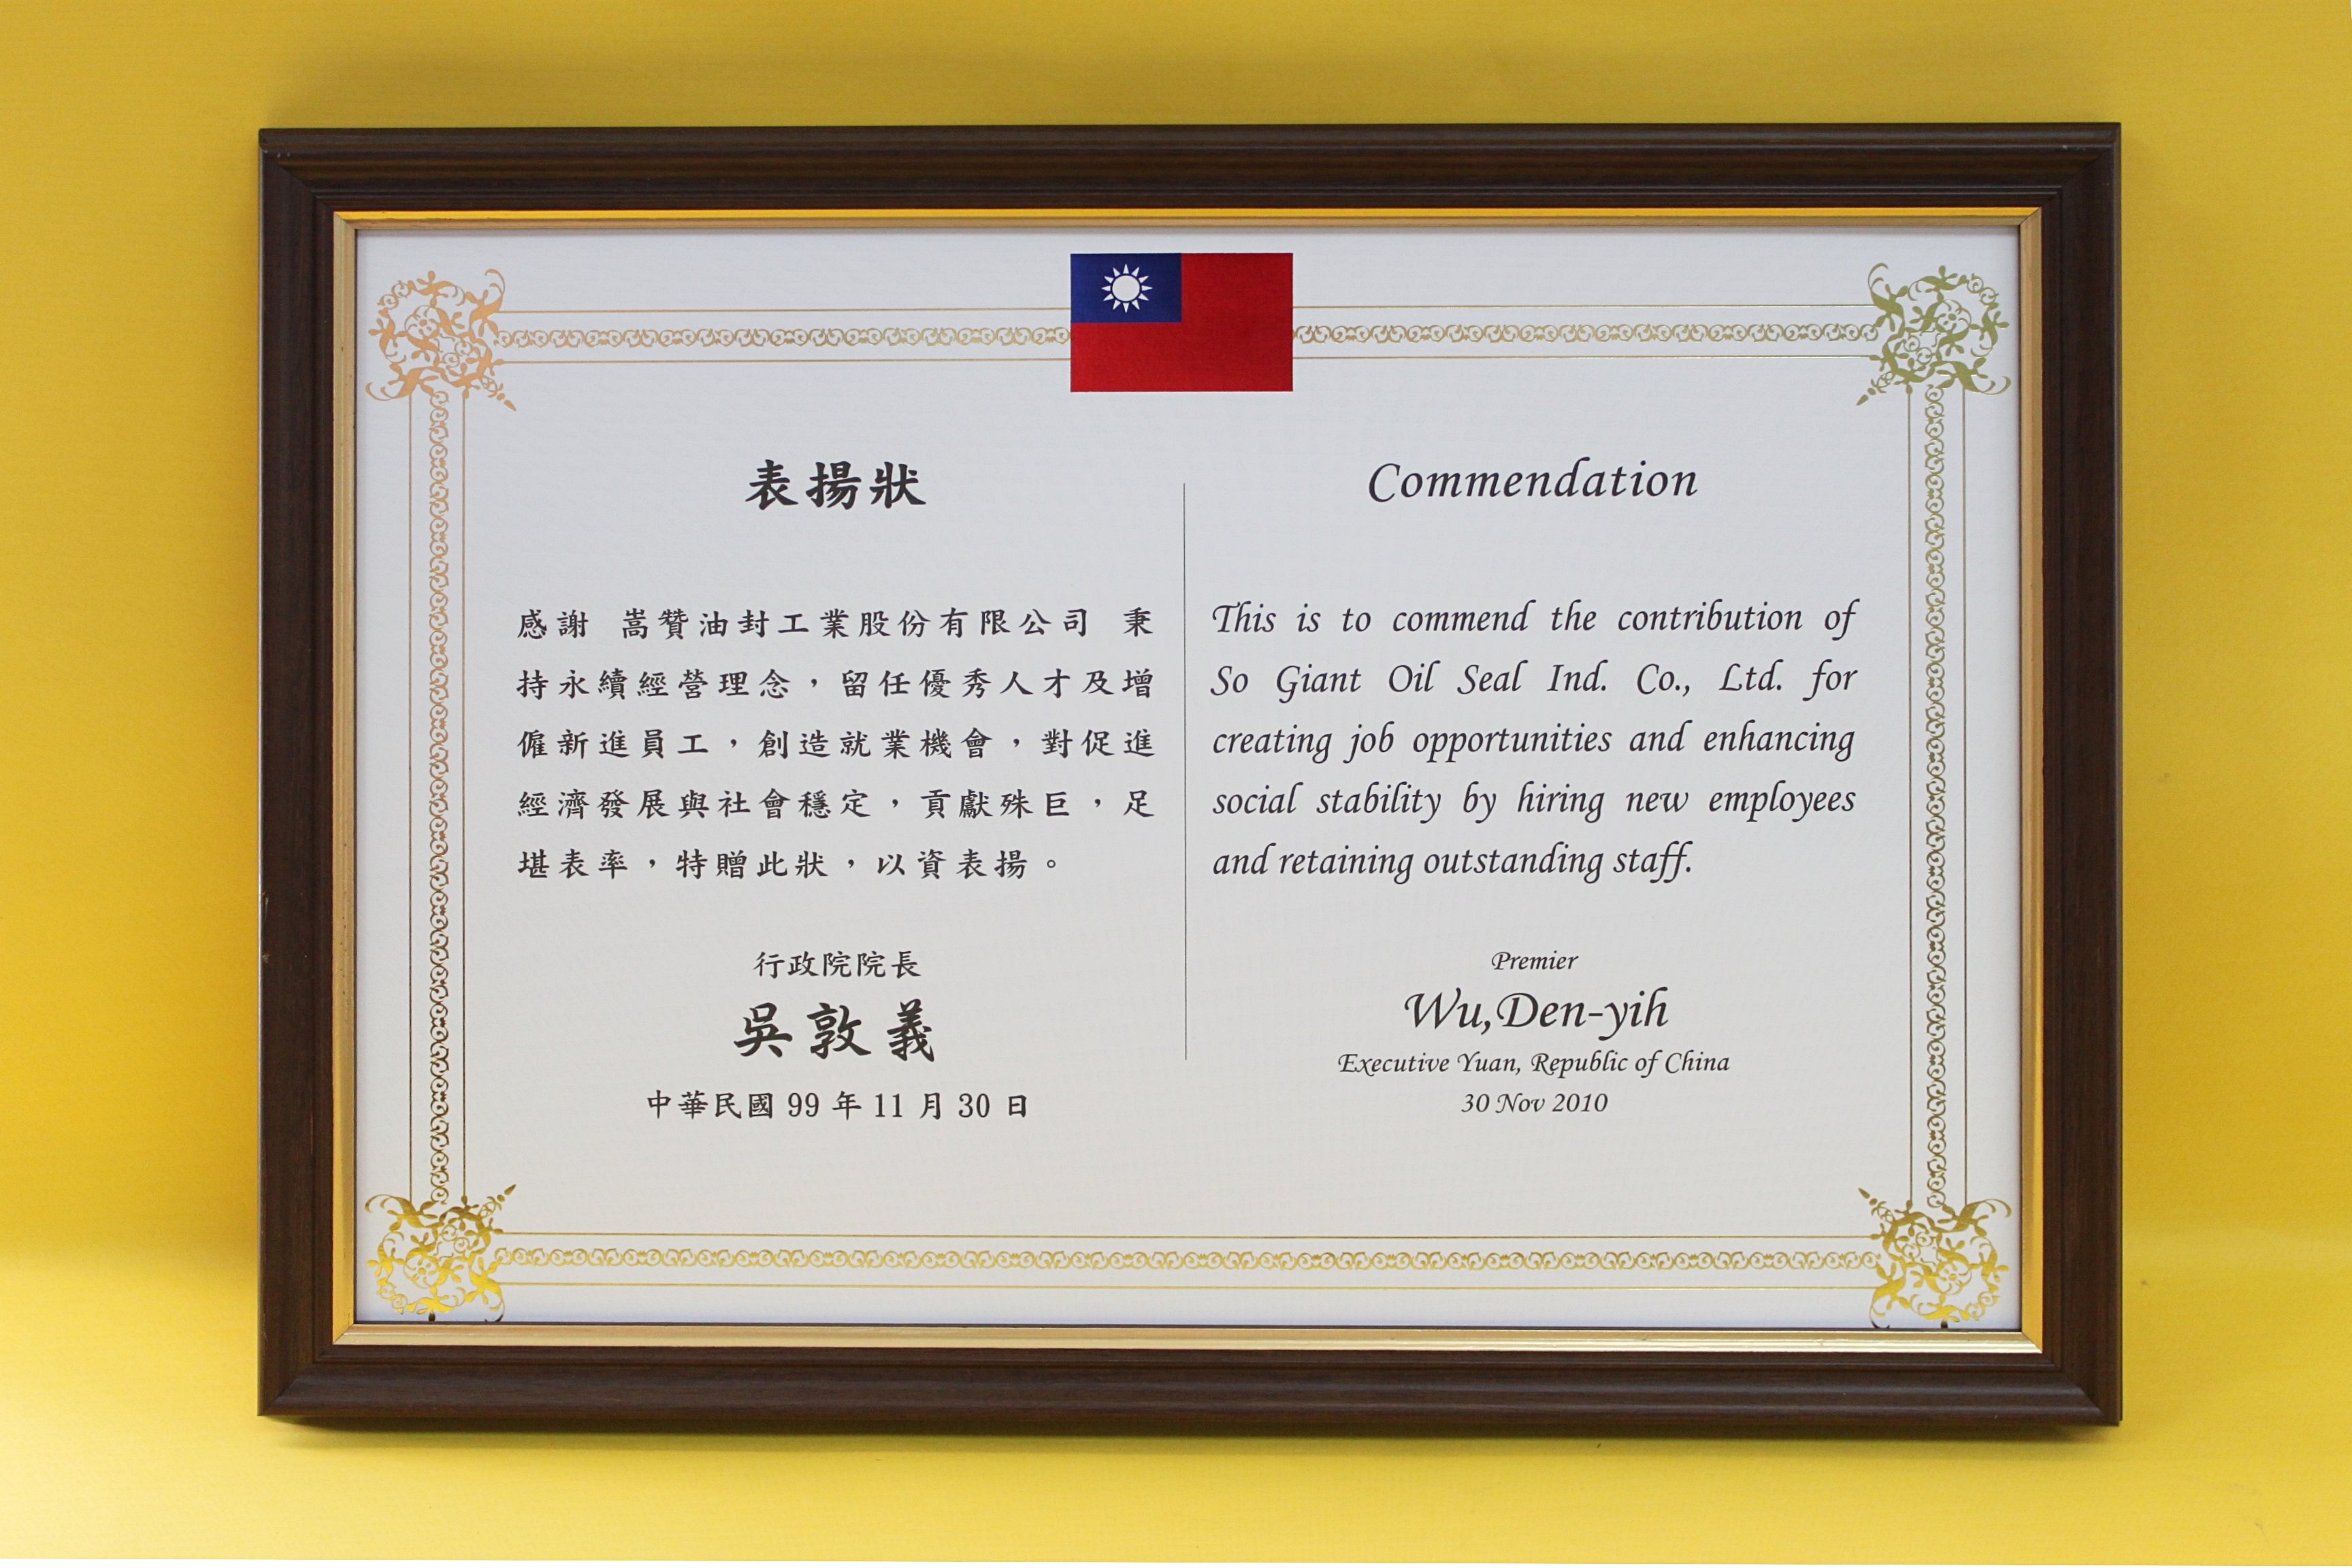 表揚狀
感謝 嵩贊油封工業股份有限公司 秉
持永續經營理念，留任優秀人才及增
僱新進員工，創造就業機會，對促進
經濟發展與社會穩定，貢獻殊巨，足
堪表率，特贈此狀，以資表揚。
行政院院長
吳敦義
中華民國 99 年 11 月 30 日
Commendation
This is to commend the contribution of
So Giant Oil Seal Ind. Co., Ltd. for
creating job opportunities and enhancing
social stability by hiring new employees
and retaining outstanding staff.
Premier
Wu,Den-yih
Executive Yuan, Republic of China
30 Nov 2010